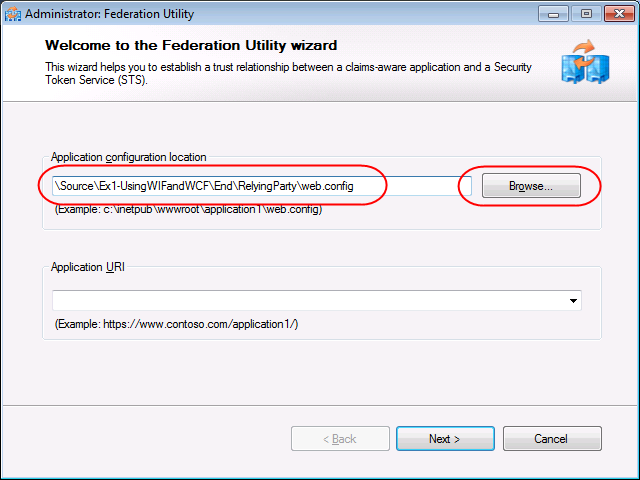 Administrator: Federation Utility
Welcome to the Federation Utility wizard
This wizard helps you to establish a trust relationship between a claims-aware application and a Security
Token Service (STS).
Application configuration location
\Source\Ex1-UsingWIFandWCF\End\RelyingParty\web.config
Browse...
(Example: c:\inetpub\wwwroot\application1\web.config)
Application URI
(Example: https://www.contoso.com/application1/)
< Back
Next >
Cancel